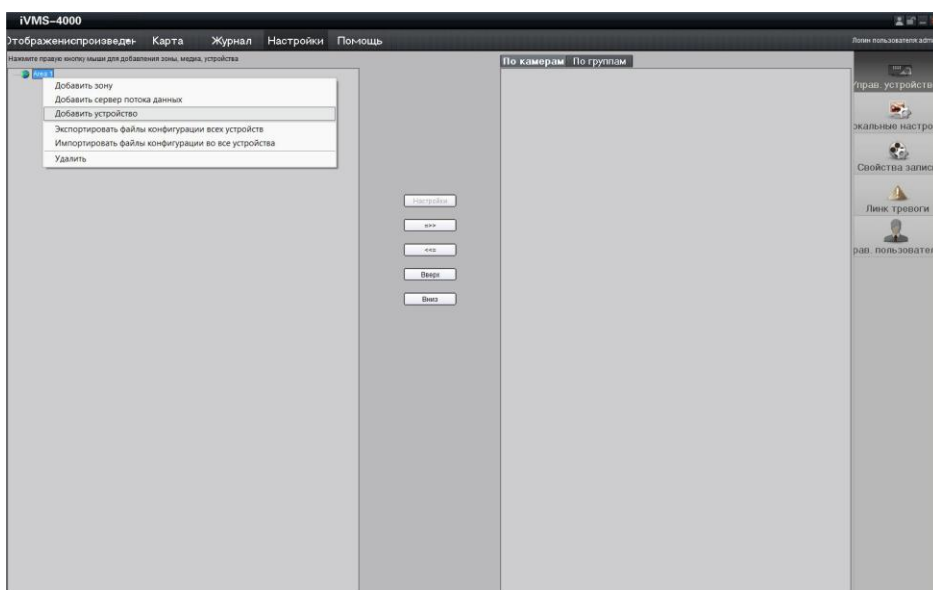 iVMS-4000
Отображениспроизведен Карта Журнал Настройки Помощь
Логин пользователя:adm
Нажмите правую кнопку мыши для добавления зоны, медиа, устройства
По камерам По группам
Area 1
Добавить зону
Добавить сервер потока данных
Добавить устройство
Экспортировать файлы конфигурации всех устройств
Импортировать файлы конфигурации во все устройства
Удалить
Настройки
<<≤
Вверх
Вниз
Управ. устройств
окальные настро
Свойства запис
Линк тревоги
рав. пользовател